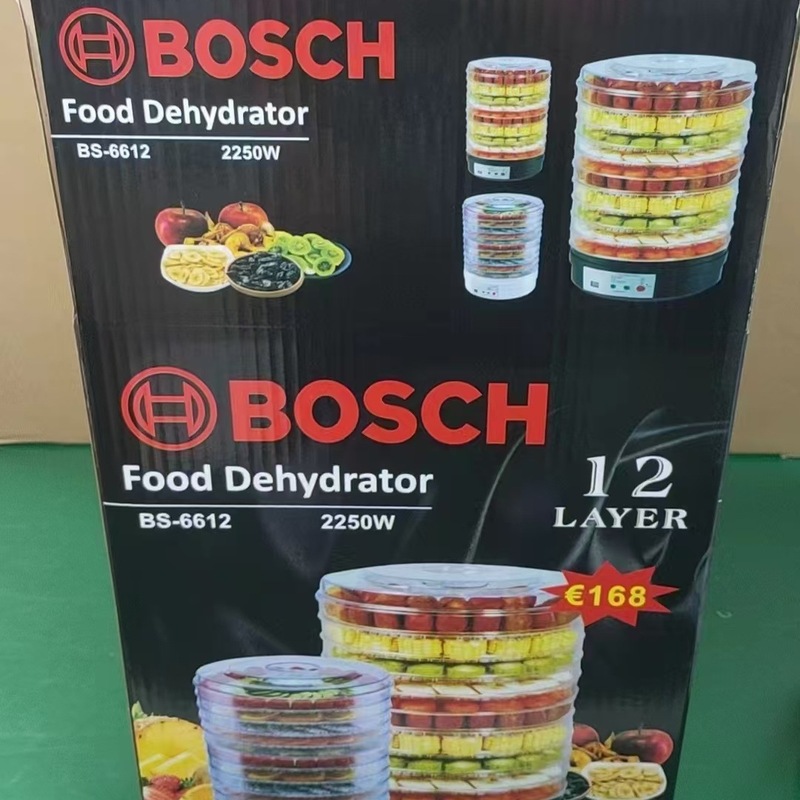 BOSCH
Food Dehydrator
BS-6612 2250W
BOSCH
Food Dehydrator
BS-6612 2250W
12
LAYER
€168